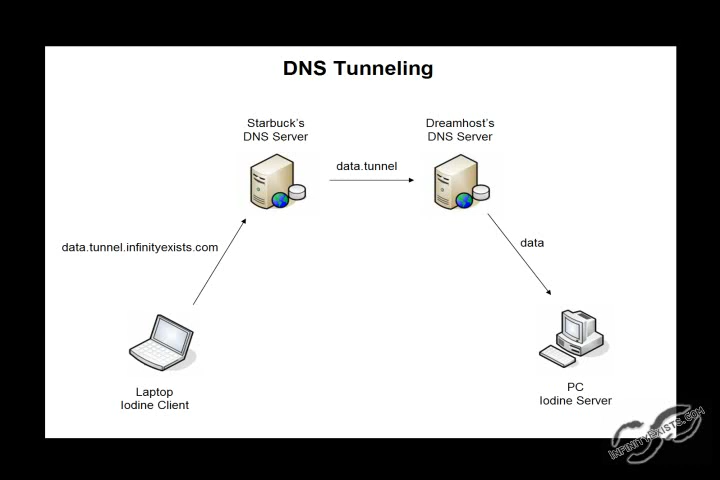 DNS Tunneling
Starbuck's
DNS Server
Dreamhost's
DNS Server
data.tunnel
data.tunnel.infinityexists.com
data
Laptop
Iodine Client
PC
Iodine Server
INFINITYEXISTS.COM